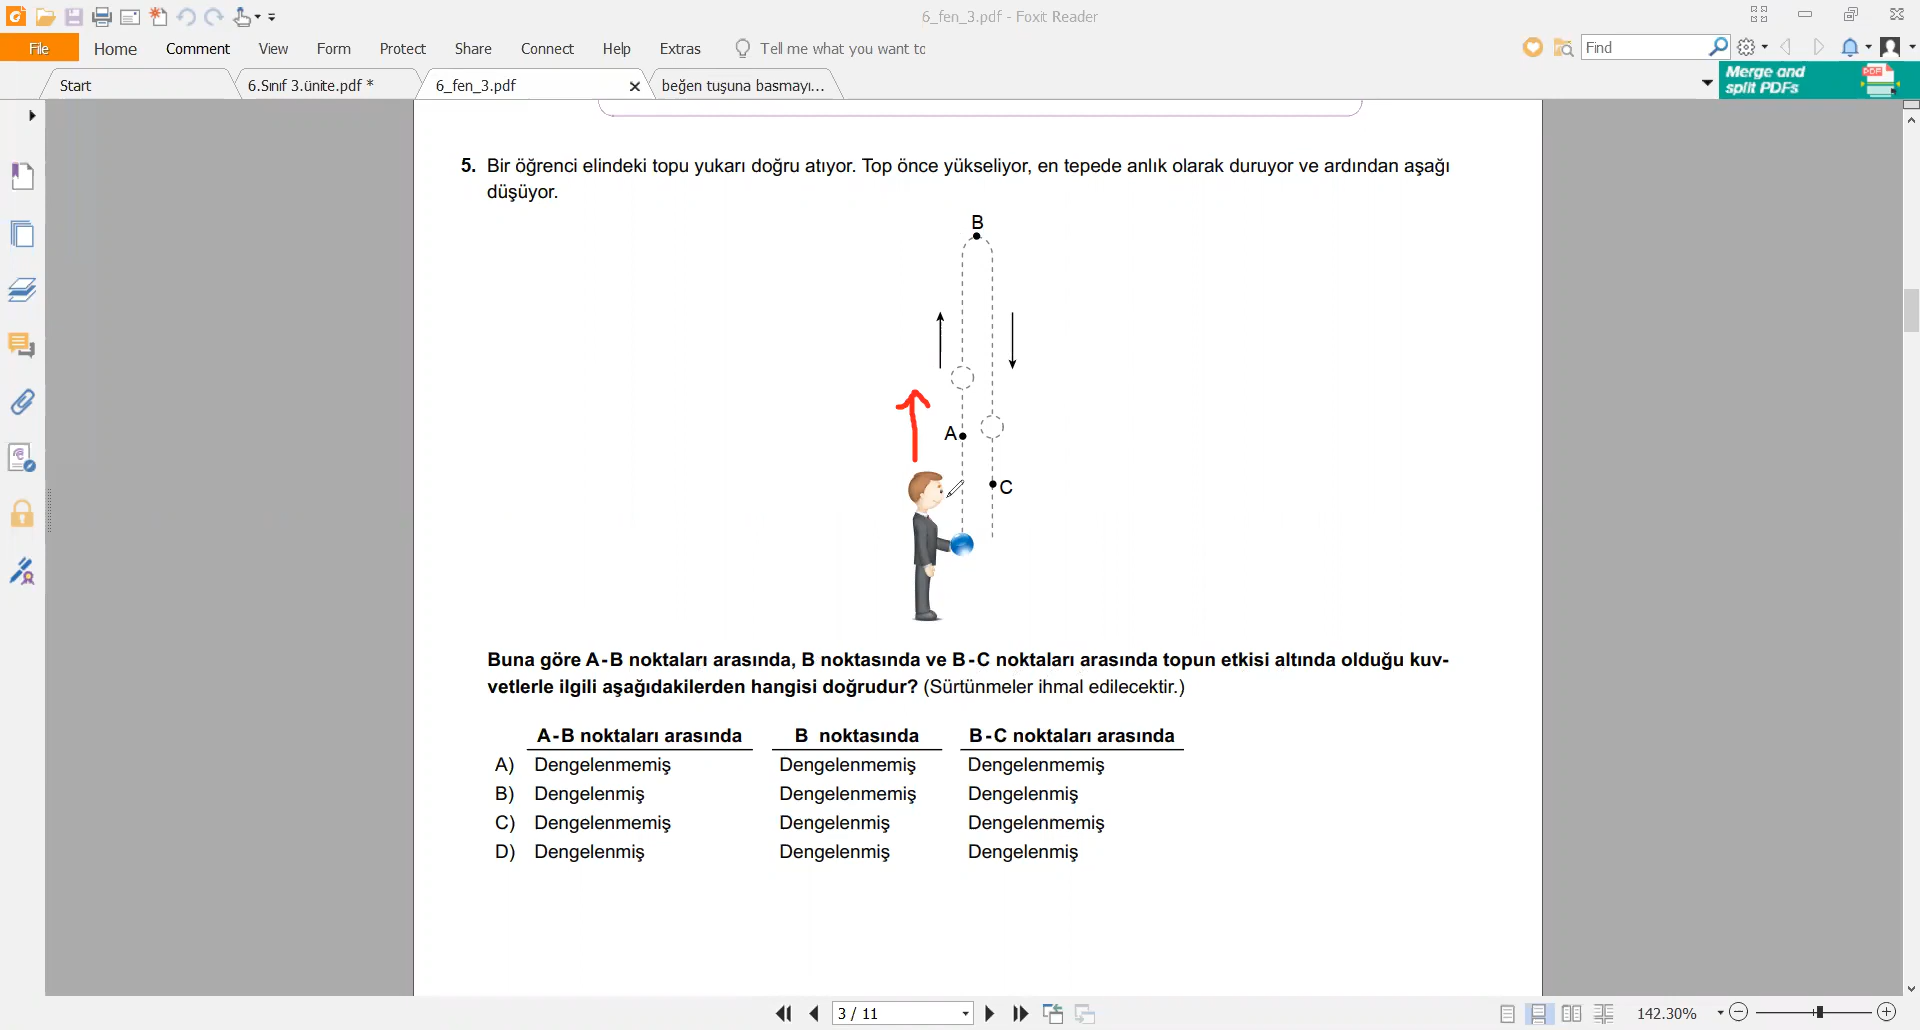 6_fen_3.pdf - Foxit Reader
File Home Comment View Form Protect Share Connect Help Extras Tell me what you want to Find
Start 6.Sınıf 3.ünite.pdf * 6_fen_3.pdf beğen tuşuna basmayı... Merge and
split PDFs
PDF
5. Bir öğrenci elindeki topu yukarı doğru atıyor. Top önce yükseliyor, en tepede anlık olarak duruyor ve ardından aşağı
düşüyor.
B
A
C
Buna göre A-B noktaları arasında, B noktasında ve B-C noktaları arasında topun etkisi altında olduğu kuv-
vetlerle ilgili aşağıdakilerden hangisi doğrudur? (Sürtünmeler ihmal edilecektir.)
A-B noktaları arasında B noktasında B-C noktaları arasında
A) Dengelenmemiş Dengelenmemiş Dengelenmemiş
B) Dengelenmiş Dengelenmemiş Dengelenmiş
C) Dengelenmemiş Dengelenmiş Dengelenmemiş
D) Dengelenmiş Dengelenmiş Dengelenmiş
3 / 11 142.30%